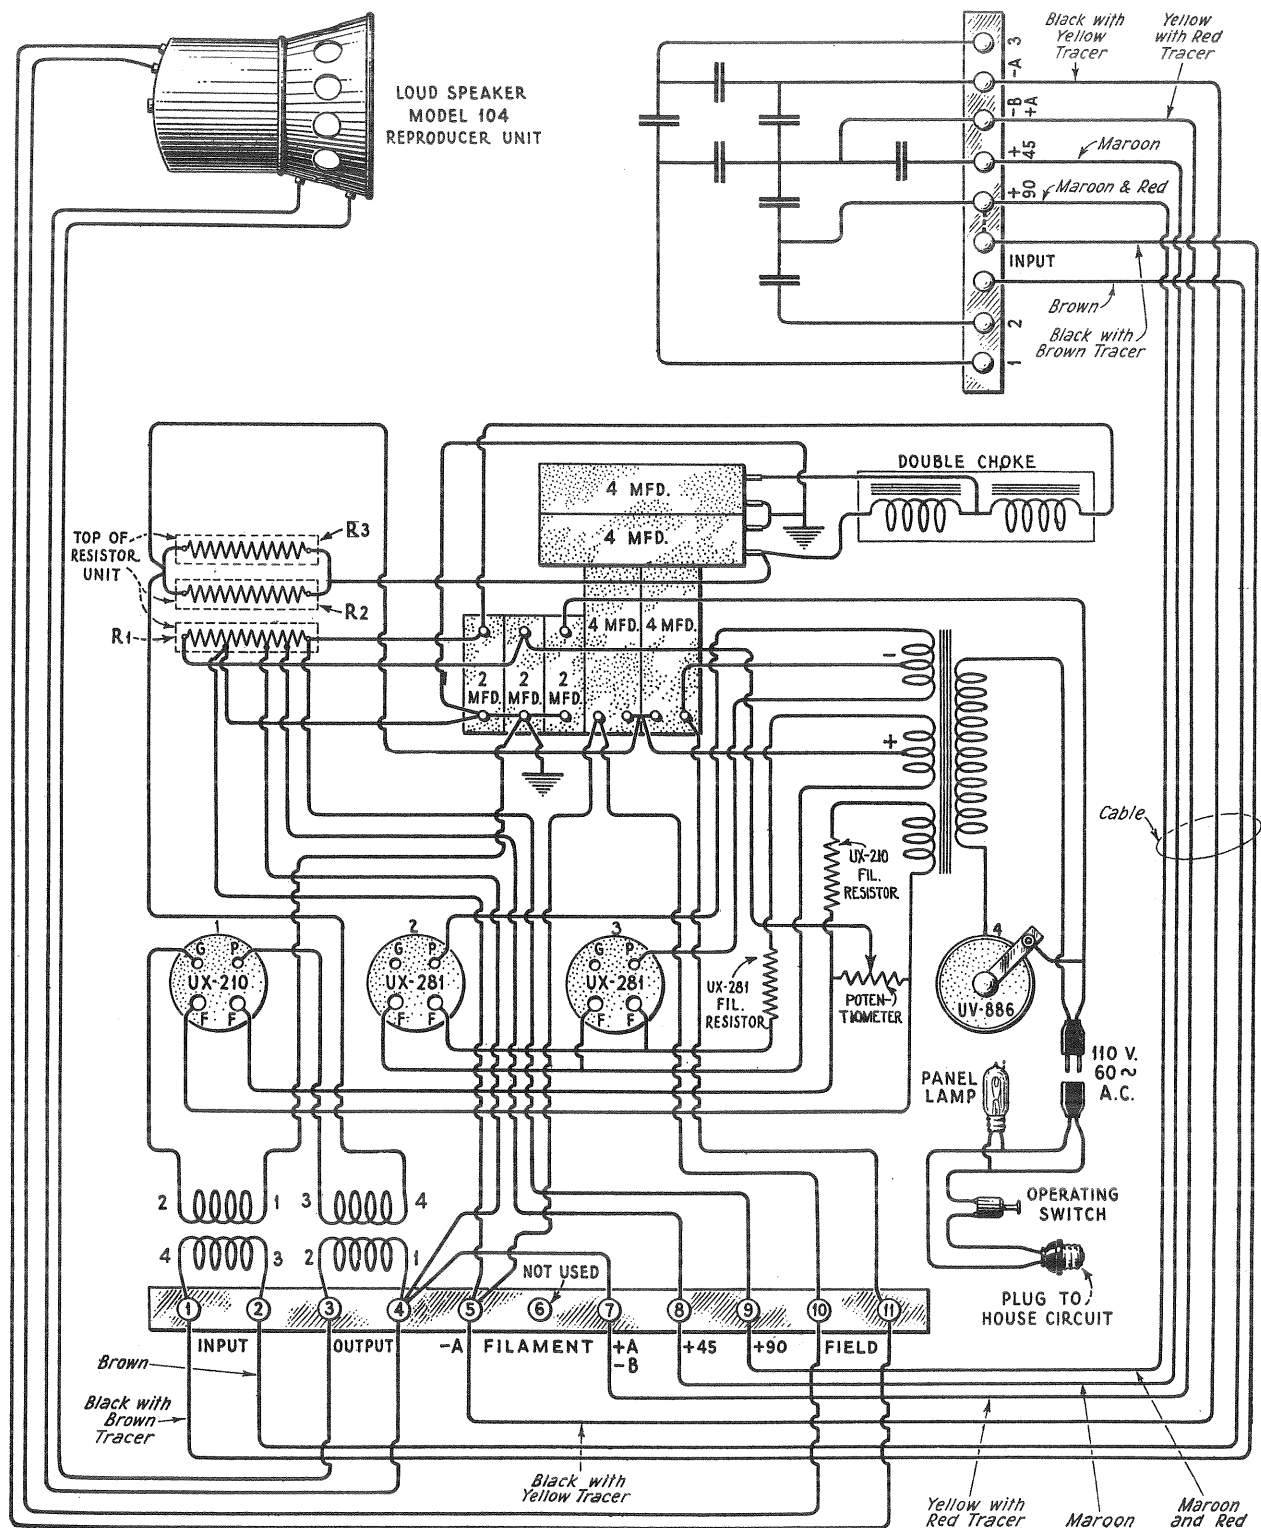 LOUD SPEAKER
MODEL 104
REPRODUCER UNIT
Black with
Yellow
Tracer
Yellow
with Red
Tracer
3
-A
-B
+A
+
45
+
90
INPUT
2
1
Maroon
Maroon & Red
Brown
Black with
Brown Tracer
DOUBLE CHOKE
4 MFD.
4 MFD.
TOP OF
RESISTOR
UNIT
R3
R2
R1
4 MFD.
4 MFD.
2
MFD.
2
MFD.
2
MFD.
-
+
Cable
UX-210
FIL.
RESISTOR
1
G P
UX-210
F F
2
G P
UX-281
F F
3
G P
UX-281
F F
UX-281
FIL.
RESISTOR
POTEN-
TIOMETER
4
UV-886
110 V.
60~
A.C.
PANEL
LAMP
OPERATING
SWITCH
PLUG TO
HOUSE CIRCUIT
2 1 3 4
4 3 2 1
NOT USED
1 2 3 4 5 6 7 8 9 10 11
INPUT OUTPUT -A FILAMENT +A +45 +90 FIELD
-B
Brown
Black with
Brown
Tracer
Black with
Yellow Tracer
Yellow with
Red Tracer
Maroon
Maroon
and Red